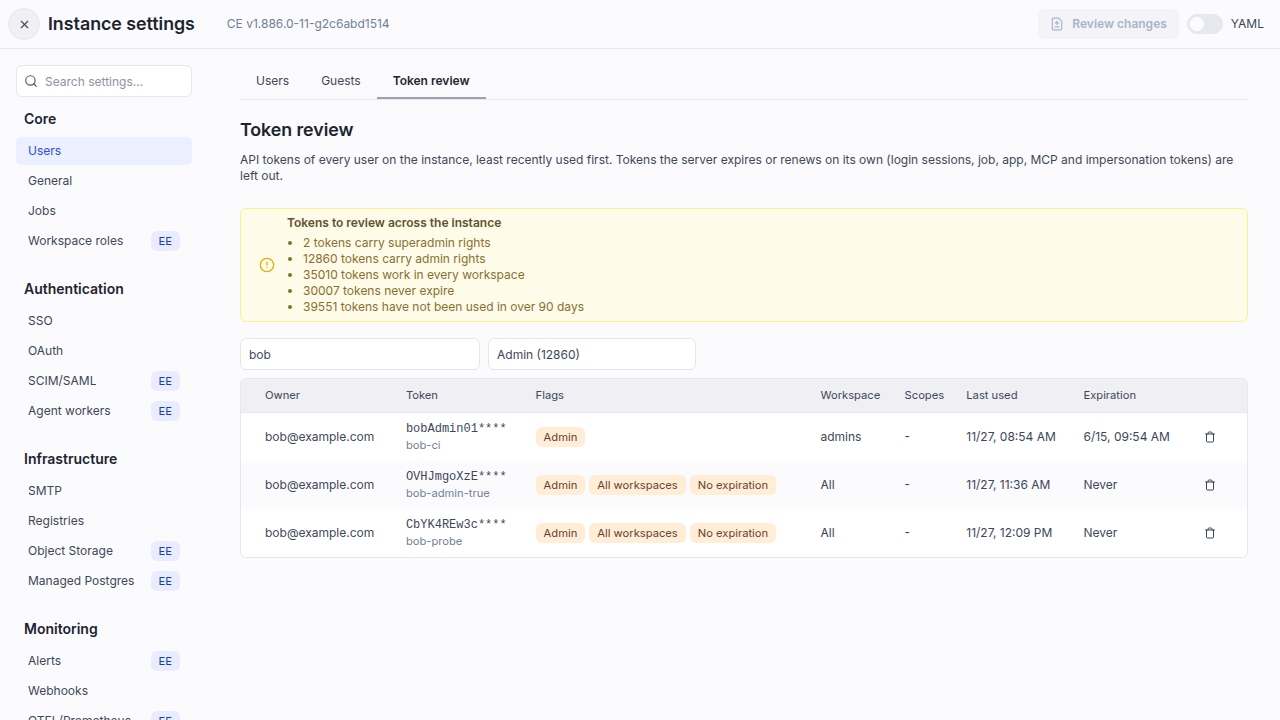 Instance settings
CE v1.886.0-11-g2c6abd1514
Review changes
YAML
Search settings...
Core
Users
General
Jobs
Workspace roles EE
Authentication
SSO
OAuth
SCIM/SAML EE
Agent workers EE
Infrastructure
SMTP
Registries
Object Storage EE
Managed Postgres EE
Monitoring
Alerts EE
Webhooks
OTEL/Prometheus EE
Users Guests Token review
Token review
API tokens of every user on the instance, least recently used first. Tokens the server expires or renews on its own (login sessions, job, app, MCP and impersonation tokens) are
left out.
Tokens to review across the instance
• 2 tokens carry superadmin rights
• 12860 tokens carry admin rights
• 35010 tokens work in every workspace
• 30007 tokens never expire
• 39551 tokens have not been used in over 90 days
bob
Admin (12860)
Owner Token Flags Workspace Scopes Last used Expiration
bob@example.com bobAdmin01**** Admin admins - 11/27, 08:54 AM 6/15, 09:54 AM
bob-ci
bob@example.com OVHJmgoXzE**** Admin All workspaces No expiration All - 11/27, 11:36 AM Never
bob-admin-true
bob@example.com CbYK4REw3c**** Admin All workspaces No expiration All - 11/27, 12:09 PM Never
bob-probe